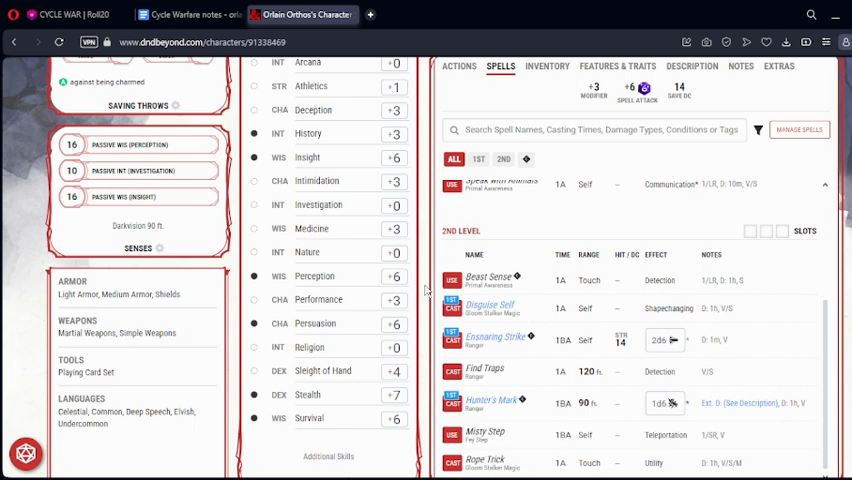 CYCLE WAR | Roll20
Cycle Warfare notes - orla
Orlain Orthos's Character
VPN
www.dndbeyond.com/characters/91338469
against being charmed
SAVING THROWS
16 PASSIVE WIS (PERCEPTION)
10 PASSIVE INT (INVESTIGATION)
16 PASSIVE WIS (INSIGHT)
Darkvision 90 ft.
SENSES
ARMOR
Light Armor, Medium Armor, Shields
WEAPONS
Martial Weapons, Simple Weapons
TOOLS
Playing Card Set
LANGUAGES
Celestial, Common, Deep Speech, Elvish,
Undercommon
INT Arcana +0
STR Athletics +1
CHA Deception +3
INT History +3
WIS Insight +6
CHA Intimidation +3
INT Investigation +0
WIS Medicine +3
INT Nature +0
WIS Perception +6
CHA Performance +3
CHA Persuasion +6
INT Religion +0
DEX Sleight of Hand +4
DEX Stealth +7
WIS Survival +6
Additional Skills
ACTIONS SPELLS INVENTORY FEATURES & TRAITS DESCRIPTION NOTES EXTRAS
+3 +6 14
MODIFIER SPELL ATTACK SAVE DC
Search Spell Names, Casting Times, Damage Types, Conditions or Tags
MANAGE SPELLS
ALL 1ST 2ND
USE Speak with Animals 1A Self -- Communication* 1/LR, D: 10m, V/S
Primal Awareness
2ND LEVEL SLOTS
NAME TIME RANGE HIT / DC EFFECT NOTES
USE Beast Sense 1A Touch -- Detection 1/LR, D: 1h, S
Primal Awareness
1ST CAST Disguise Self 1A Self -- Shapechanging D: 1h, V/S
Gloom Stalker Magic
1ST CAST Ensnaring Strike 1BA Self STR 14 2d6 * D: 1m, V
Ranger
CAST Find Traps 1A 120 ft. -- Detection V/S
Ranger
1ST CAST Hunter's Mark 1BA 90 ft. -- 1d6 * Ext. D: (See Description), D: 1h, V
Ranger
USE Misty Step 1BA Self -- Teleportation 1/SR, V
Fey Step
CAST Rope Trick 1A Touch -- Utility D: 1h, V/S/M
Gloom Stalker Magic